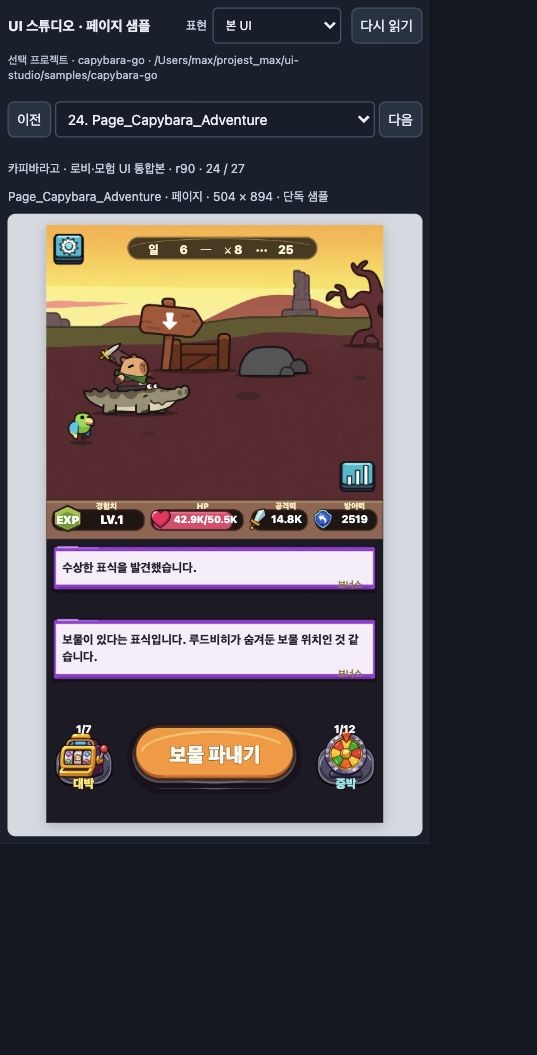 UI 스튜디오 · 페이지 샘플
표현
본 UI
다시 읽기
선택 프로젝트 · capybara-go · /Users/max/projest_max/ui-
studio/samples/capybara-go
이전
24. Page_Capybara_Adventure
다음
카피바라고 · 로비·모험 UI 통합본 · r90 · 24 / 27
Page_Capybara_Adventure · 페이지 · 504 × 894 · 단독 샘플
일 6 — ×8 ··· 25
경험치
HP
공격력
방어력
EXP
LV.1
42.9K/50.5K
14.8K
2519
수상한 표식을 발견했습니다.
보너스
보물이 있다는 표식입니다. 루드비히가 숨겨둔 보물 위치인 것 같
습니다.
보너스
1/7
1/12
보물 파내기
대박
중박